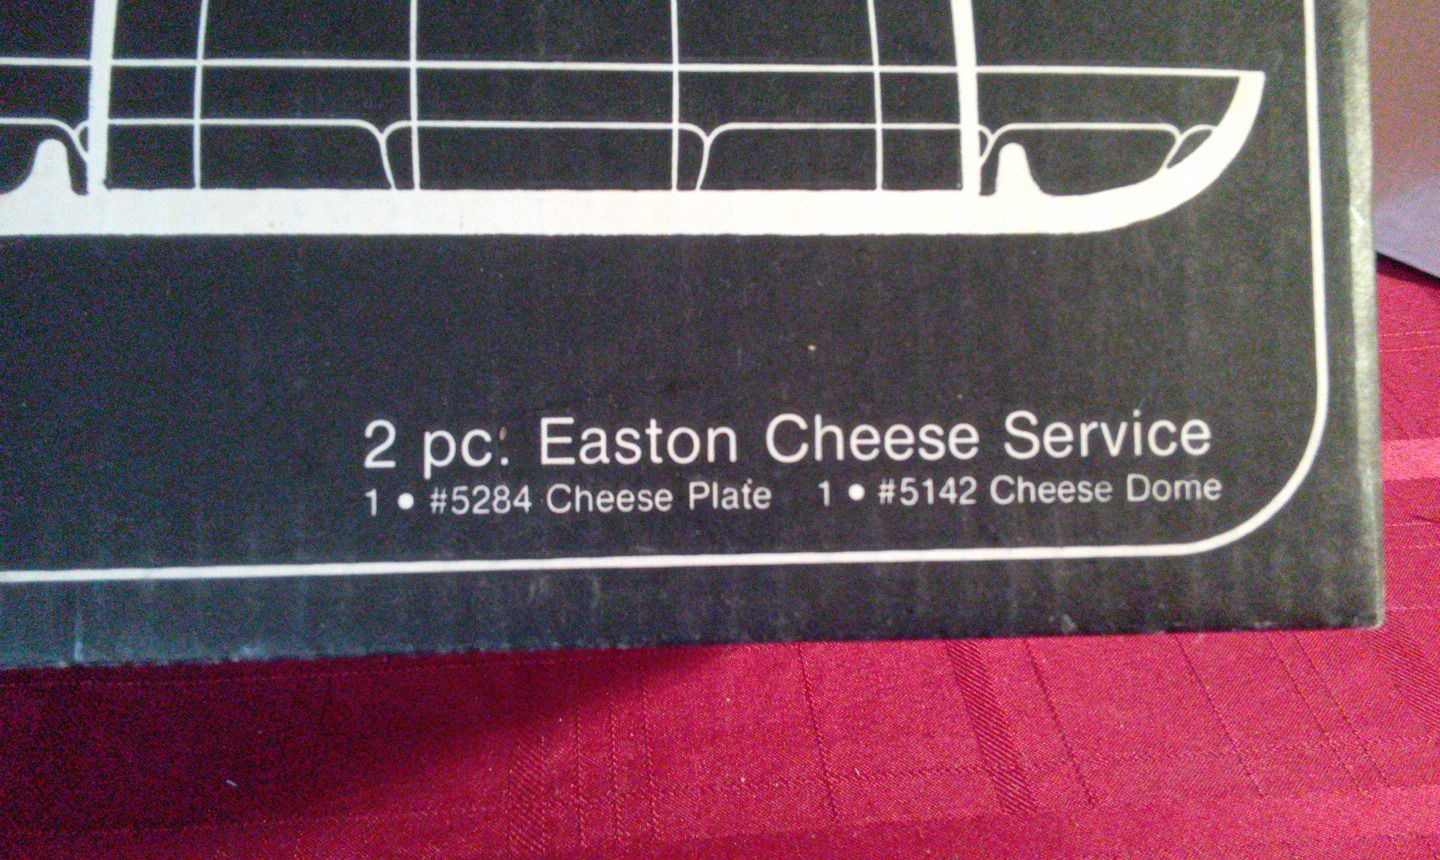 2 pc: Easton Cheese Service
1 • #5284 Cheese Plate 1 • #5142 Cheese Dome